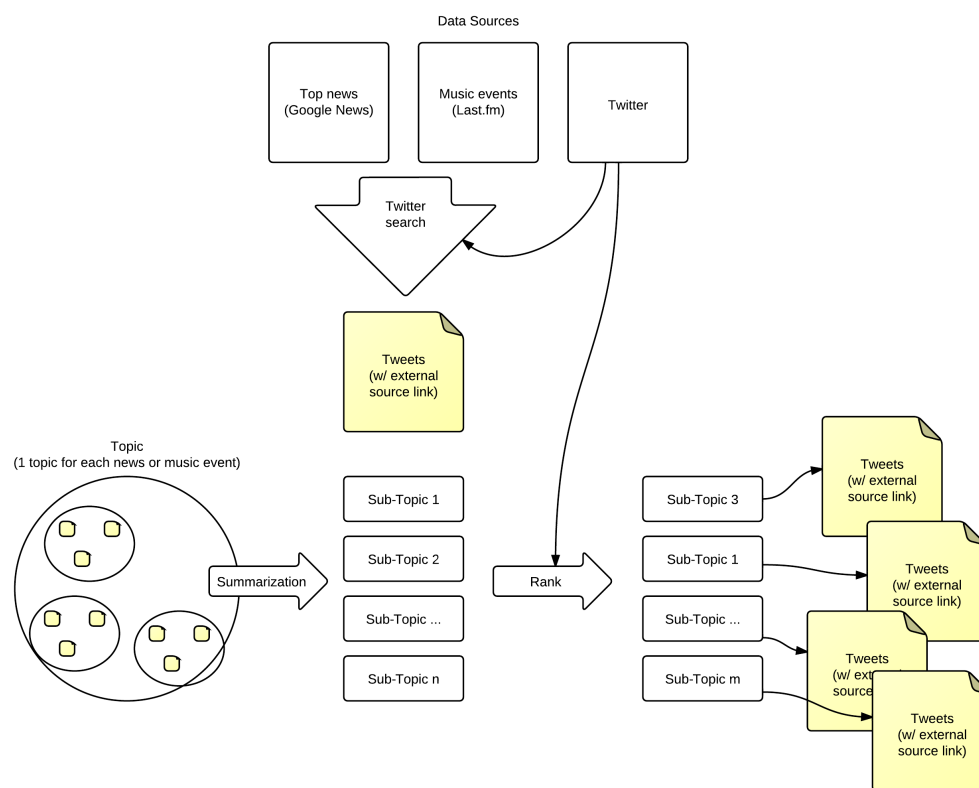 Data Sources
Top news
(Google News)
Music events
(Last.fm)
Twitter
Twitter
search
Tweets
(w/ external
source link)
Topic
(1 topic for each news or music event)
Summarization
Sub-Topic 1
Sub-Topic 2
Sub-Topic ...
Sub-Topic n
Rank
Sub-Topic 3
Sub-Topic 1
Sub-Topic ...
Sub-Topic m
Tweets
(w/ external
source link)
Tweets
(w/ external
source link)
Tweets
(w/ ext
source
Tweets
(w/ external
source link)